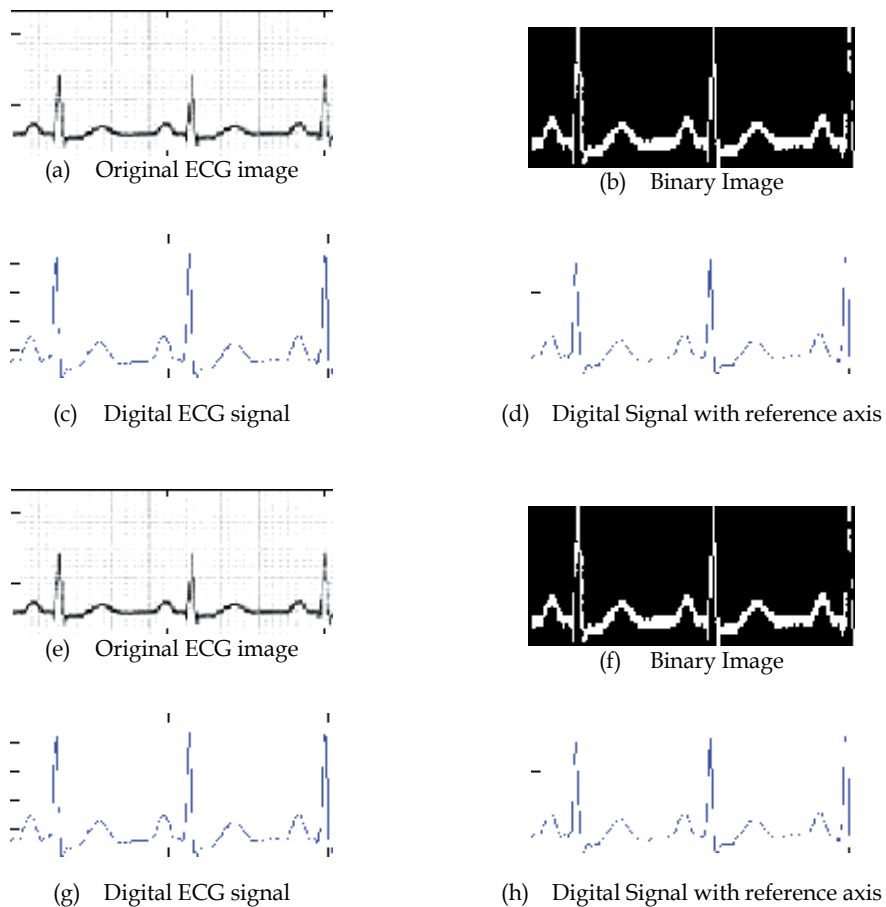 (a) Original ECG image
(b) Binary Image
(c) Digital ECG signal
(d) Digital Signal with reference axis
(e) Original ECG image
(f) Binary Image
(g) Digital ECG signal
(h) Digital Signal with reference axis